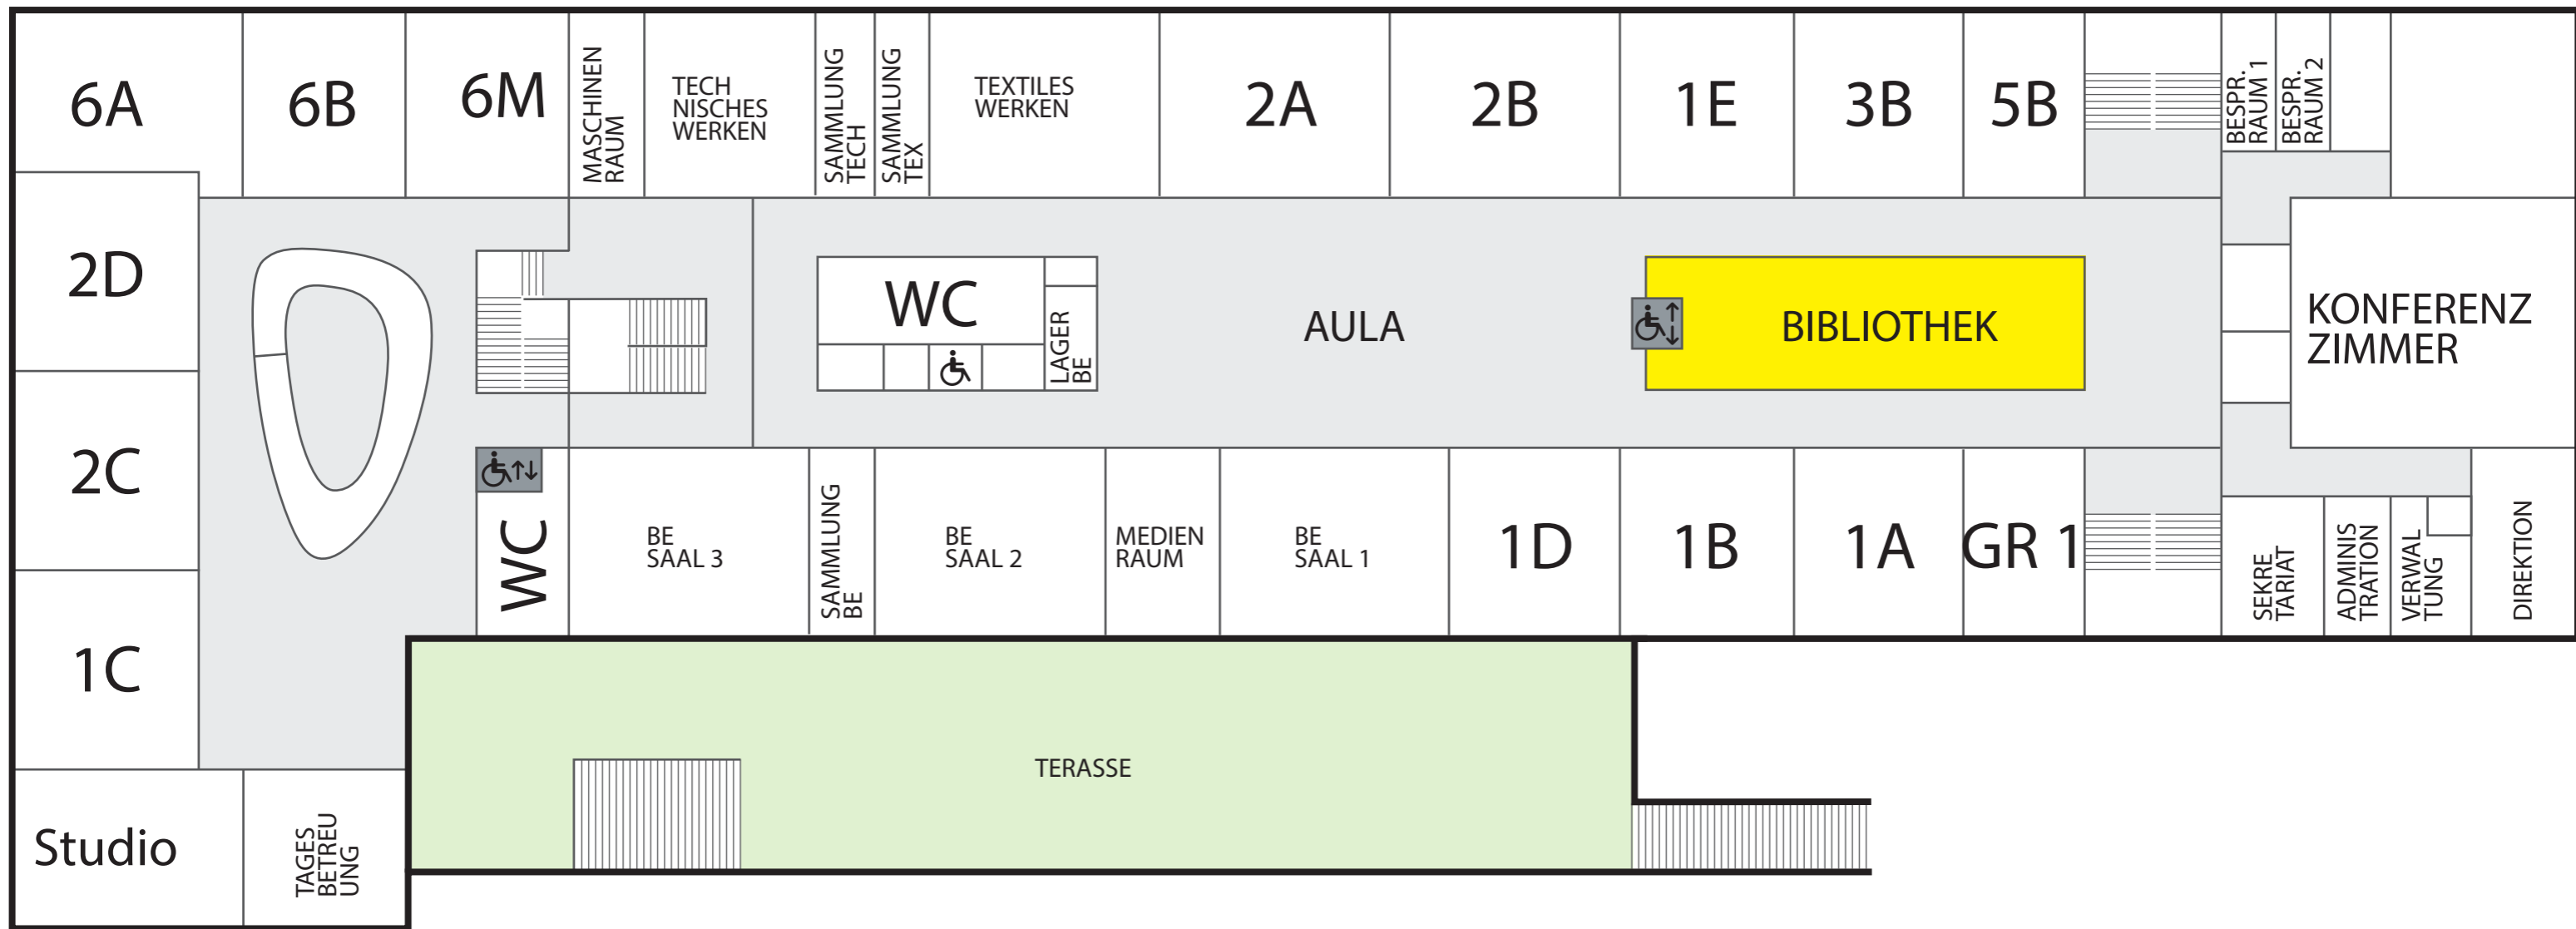 6A
6B
6M
MASCHINEN
RAUM
TECH
NISCHES
WERKEN
SAMMLUNG
TECH
SAMMLUNG
TEX
TEXTILES
WERKEN
2A
2B
1E
3B
5B
BESPR.
RAUM 1
BESPR.
RAUM 2
2D
WC
LAGER
BE
AULA
BIBLIOTHEK
KONFERENZ
ZIMMER
2C
WC
BE
SAAL 3
SAMMLUNG
BE
BE
SAAL 2
MEDIEN
RAUM
BE
SAAL 1
1D
1B
1A
GR 1
SEKRE
TARIAT
ADMINIS
TRATION
VERWAL
TUNG
DIREKTION
1C
TERASSE
Studio
TAGES
BETREU
UNG